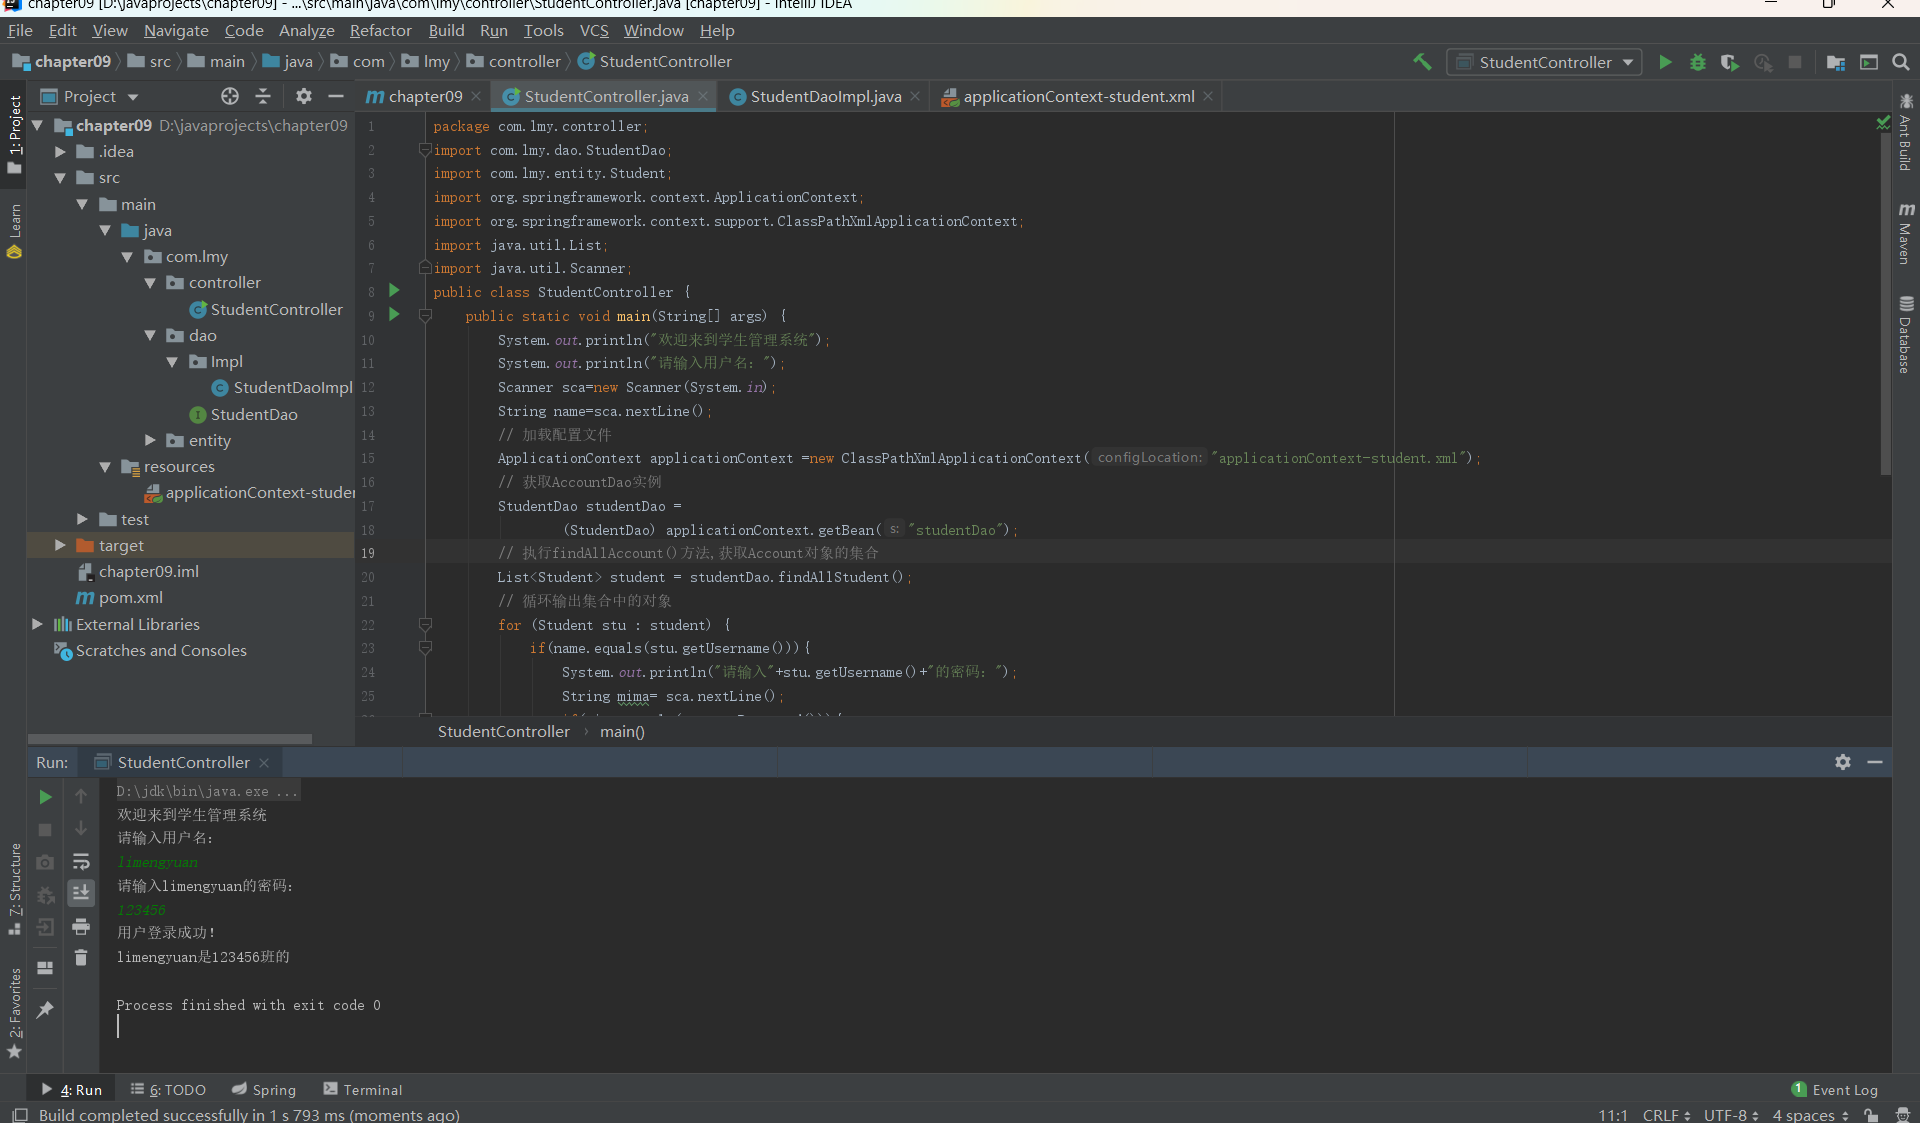 chapter09 [D:\javaprojects\chapter09] - ...\src\main\java\com\lmy\controller\StudentController.java [chapter09] - IntelliJ IDEA
File Edit View Navigate Code Analyze Refactor Build Run Tools VCS Window Help
chapter09 src main java com lmy controller StudentController
StudentController
Project
chapter09 StudentController.java StudentDaoImpl.java applicationContext-student.xml
1: Project
Learn
7: Structure
2: Favorites
chapter09 D:\javaprojects\chapter09
.idea
src
main
java
com.lmy
controller
StudentController
dao
Impl
StudentDaoImpl
StudentDao
entity
resources
applicationContext-studer
test
target
chapter09.iml
pom.xml
External Libraries
Scratches and Consoles
1 package com.lmy.controller;
2 import com.lmy.dao.StudentDao;
3 import com.lmy.entity.Student;
4 import org.springframework.context.ApplicationContext;
5 import org.springframework.context.support.ClassPathXmlApplicationContext;
6 import java.util.List;
7 import java.util.Scanner;
8 public class StudentController {
9 public static void main(String[] args) {
10 System.out.println("欢迎来到学生管理系统");
11 System.out.println("请输入用户名：");
12 Scanner sca=new Scanner(System.in);
13 String name=sca.nextLine();
14 // 加载配置文件
15 ApplicationContext applicationContext =new ClassPathXmlApplicationContext( configLocation: "applicationContext-student.xml");
16 // 获取AccountDao实例
17 StudentDao studentDao =
18 (StudentDao) applicationContext.getBean( s: "studentDao");
19 // 执行findAllAccount()方法,获取Account对象的集合
20 List<Student> student = studentDao.findAllStudent();
21 // 循环输出集合中的对象
22 for (Student stu : student) {
23 if(name.equals(stu.getUsername())){
24 System.out.println("请输入"+stu.getUsername()+"的密码：");
25 String mima= sca.nextLine();
StudentController main()
Ant Build
Maven
Database
Run: StudentController
D:\jdk\bin\java.exe ...
欢迎来到学生管理系统
请输入用户名：
limengyuan
请输入limengyuan的密码：
123456
用户登录成功！
limengyuan是123456班的
Process finished with exit code 0
4: Run 6: TODO Spring Terminal 1 Event Log
Build completed successfully in 1 s 793 ms (moments ago) 11:1 CRLF UTF-8 4 spaces